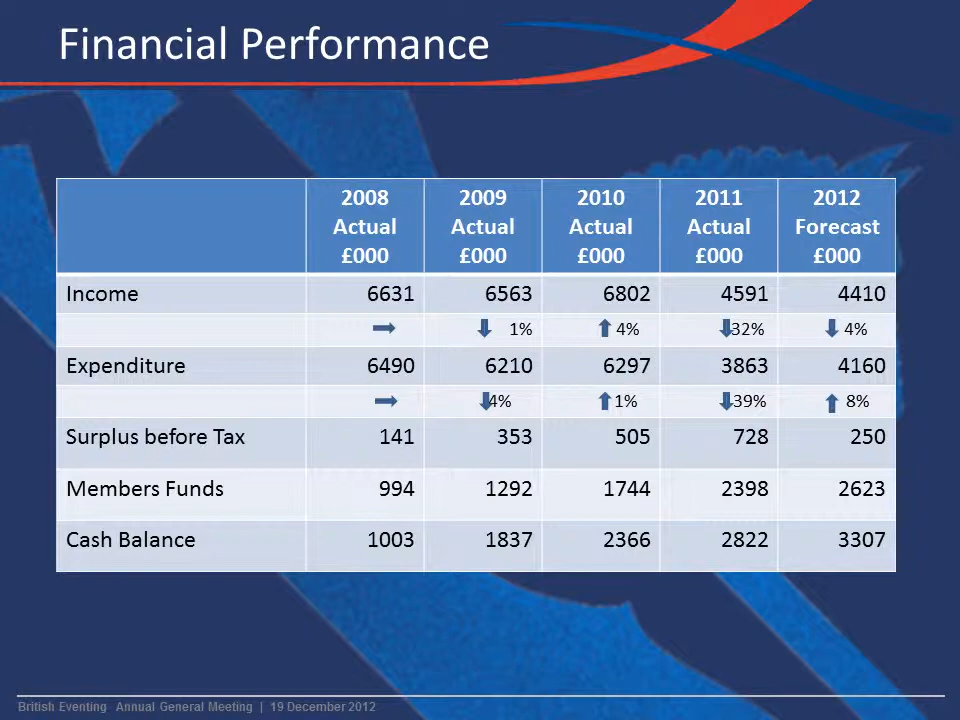 Financial Performance
2008 Actual £000 2009 Actual £000 2010 Actual £000 2011 Actual £000 2012 Forecast £000
Income 6631 6563 6802 4591 4410
1% 4% 32% 4%
Expenditure 6490 6210 6297 3863 4160
4% 1% 39% 8%
Surplus before Tax 141 353 505 728 250
Members Funds 994 1292 1744 2398 2623
Cash Balance 1003 1837 2366 2822 3307
British Eventing Annual General Meeting | 19 December 2012